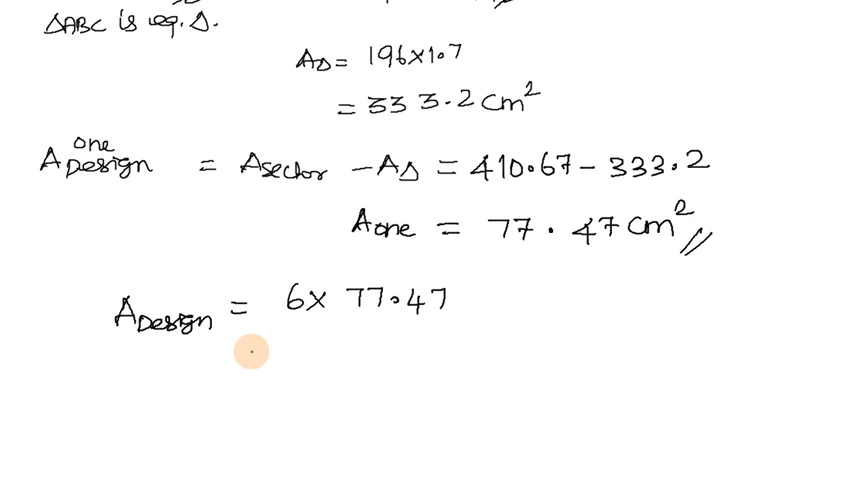 ΔABC is eq. Δ.
AΔ = 196×1.7
= 333.2 cm²
A one Design = Asector - AΔ = 410.67 - 333.2
Aone = 77.47 cm² //
ADesign = 6× 77.47